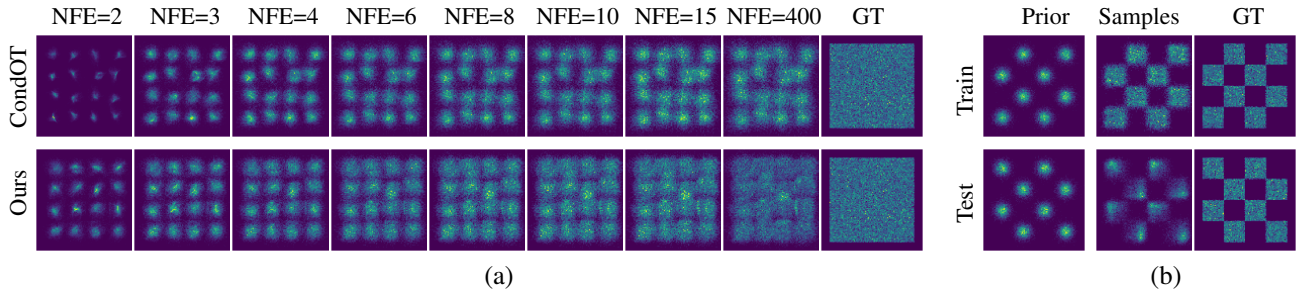 NFE=2 NFE=3 NFE=4 NFE=6 NFE=8 NFE=10 NFE=15 NFE=400 GT
CondOT
Ours
(a)
Prior Samples GT
Train
Test
(b)